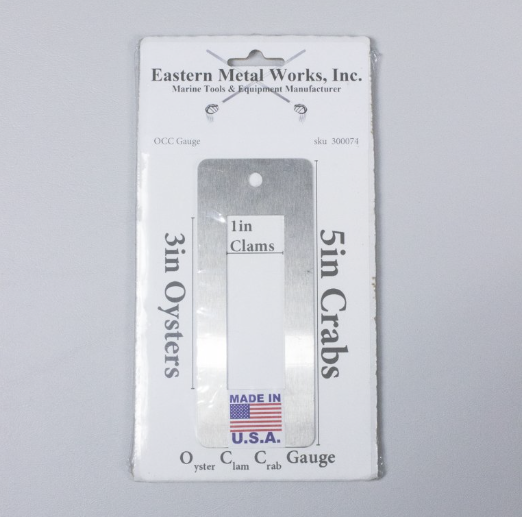 Eastern Metal Works, Inc.
Marine Tools & Equipment Manufacturer
OCC Gauge
sku 300074
1in
Clams
3in Oysters
5in Crabs
MADE IN
U.S.A.
Oyster Clam Crab Gauge